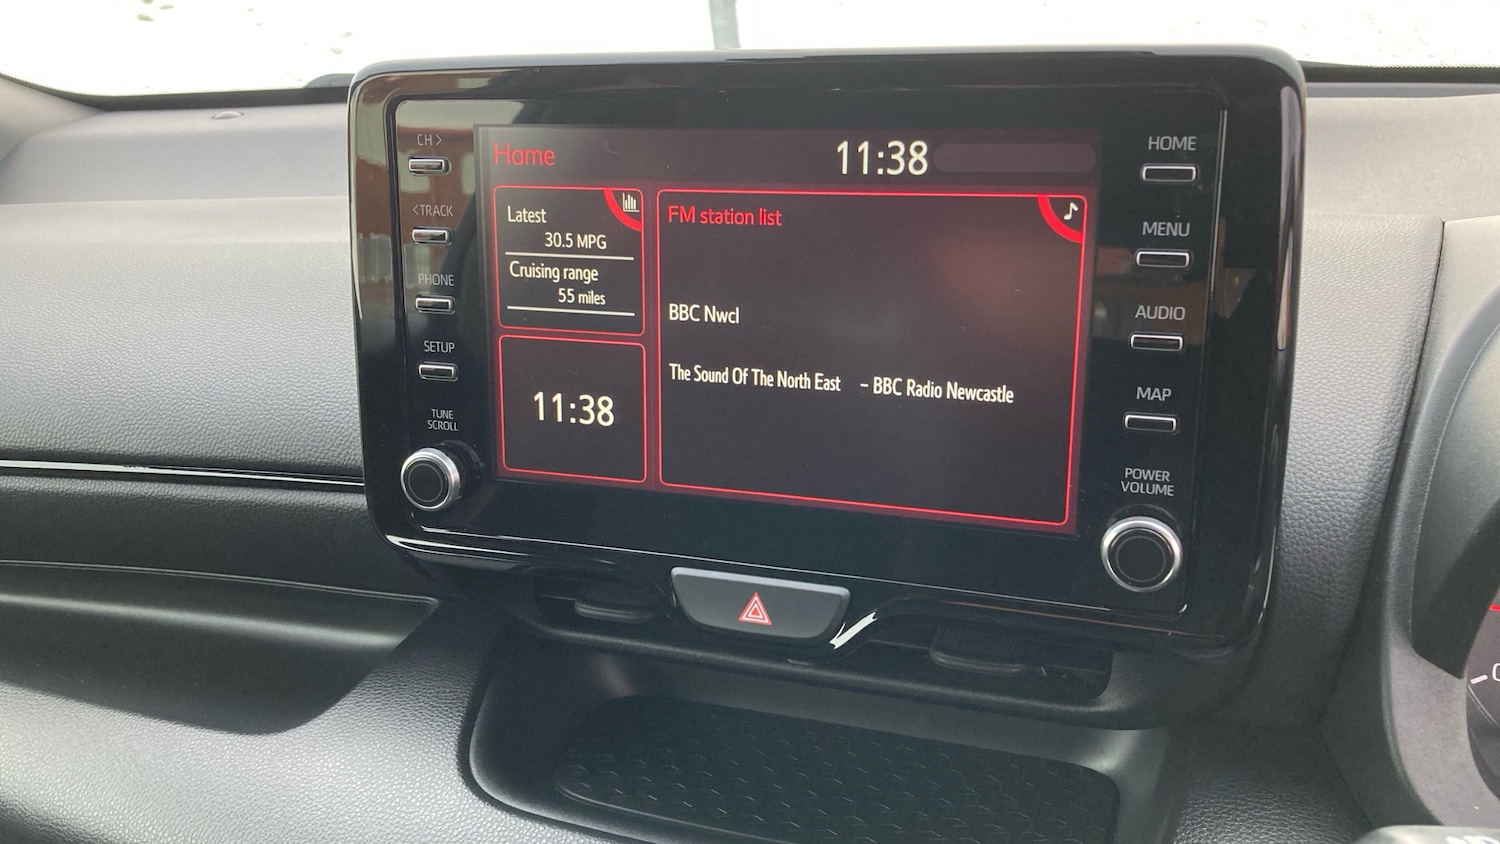 CH >
< TRACK
PHONE
SETUP
TUNE
SCROLL
Home
11:38
Latest
30.5 MPG
Cruising range
55 miles
11:38
FM station list
BBC Nwcl
The Sound Of The North East – BBC Radio Newcastle
HOME
MENU
AUDIO
MAP
POWER
VOLUME